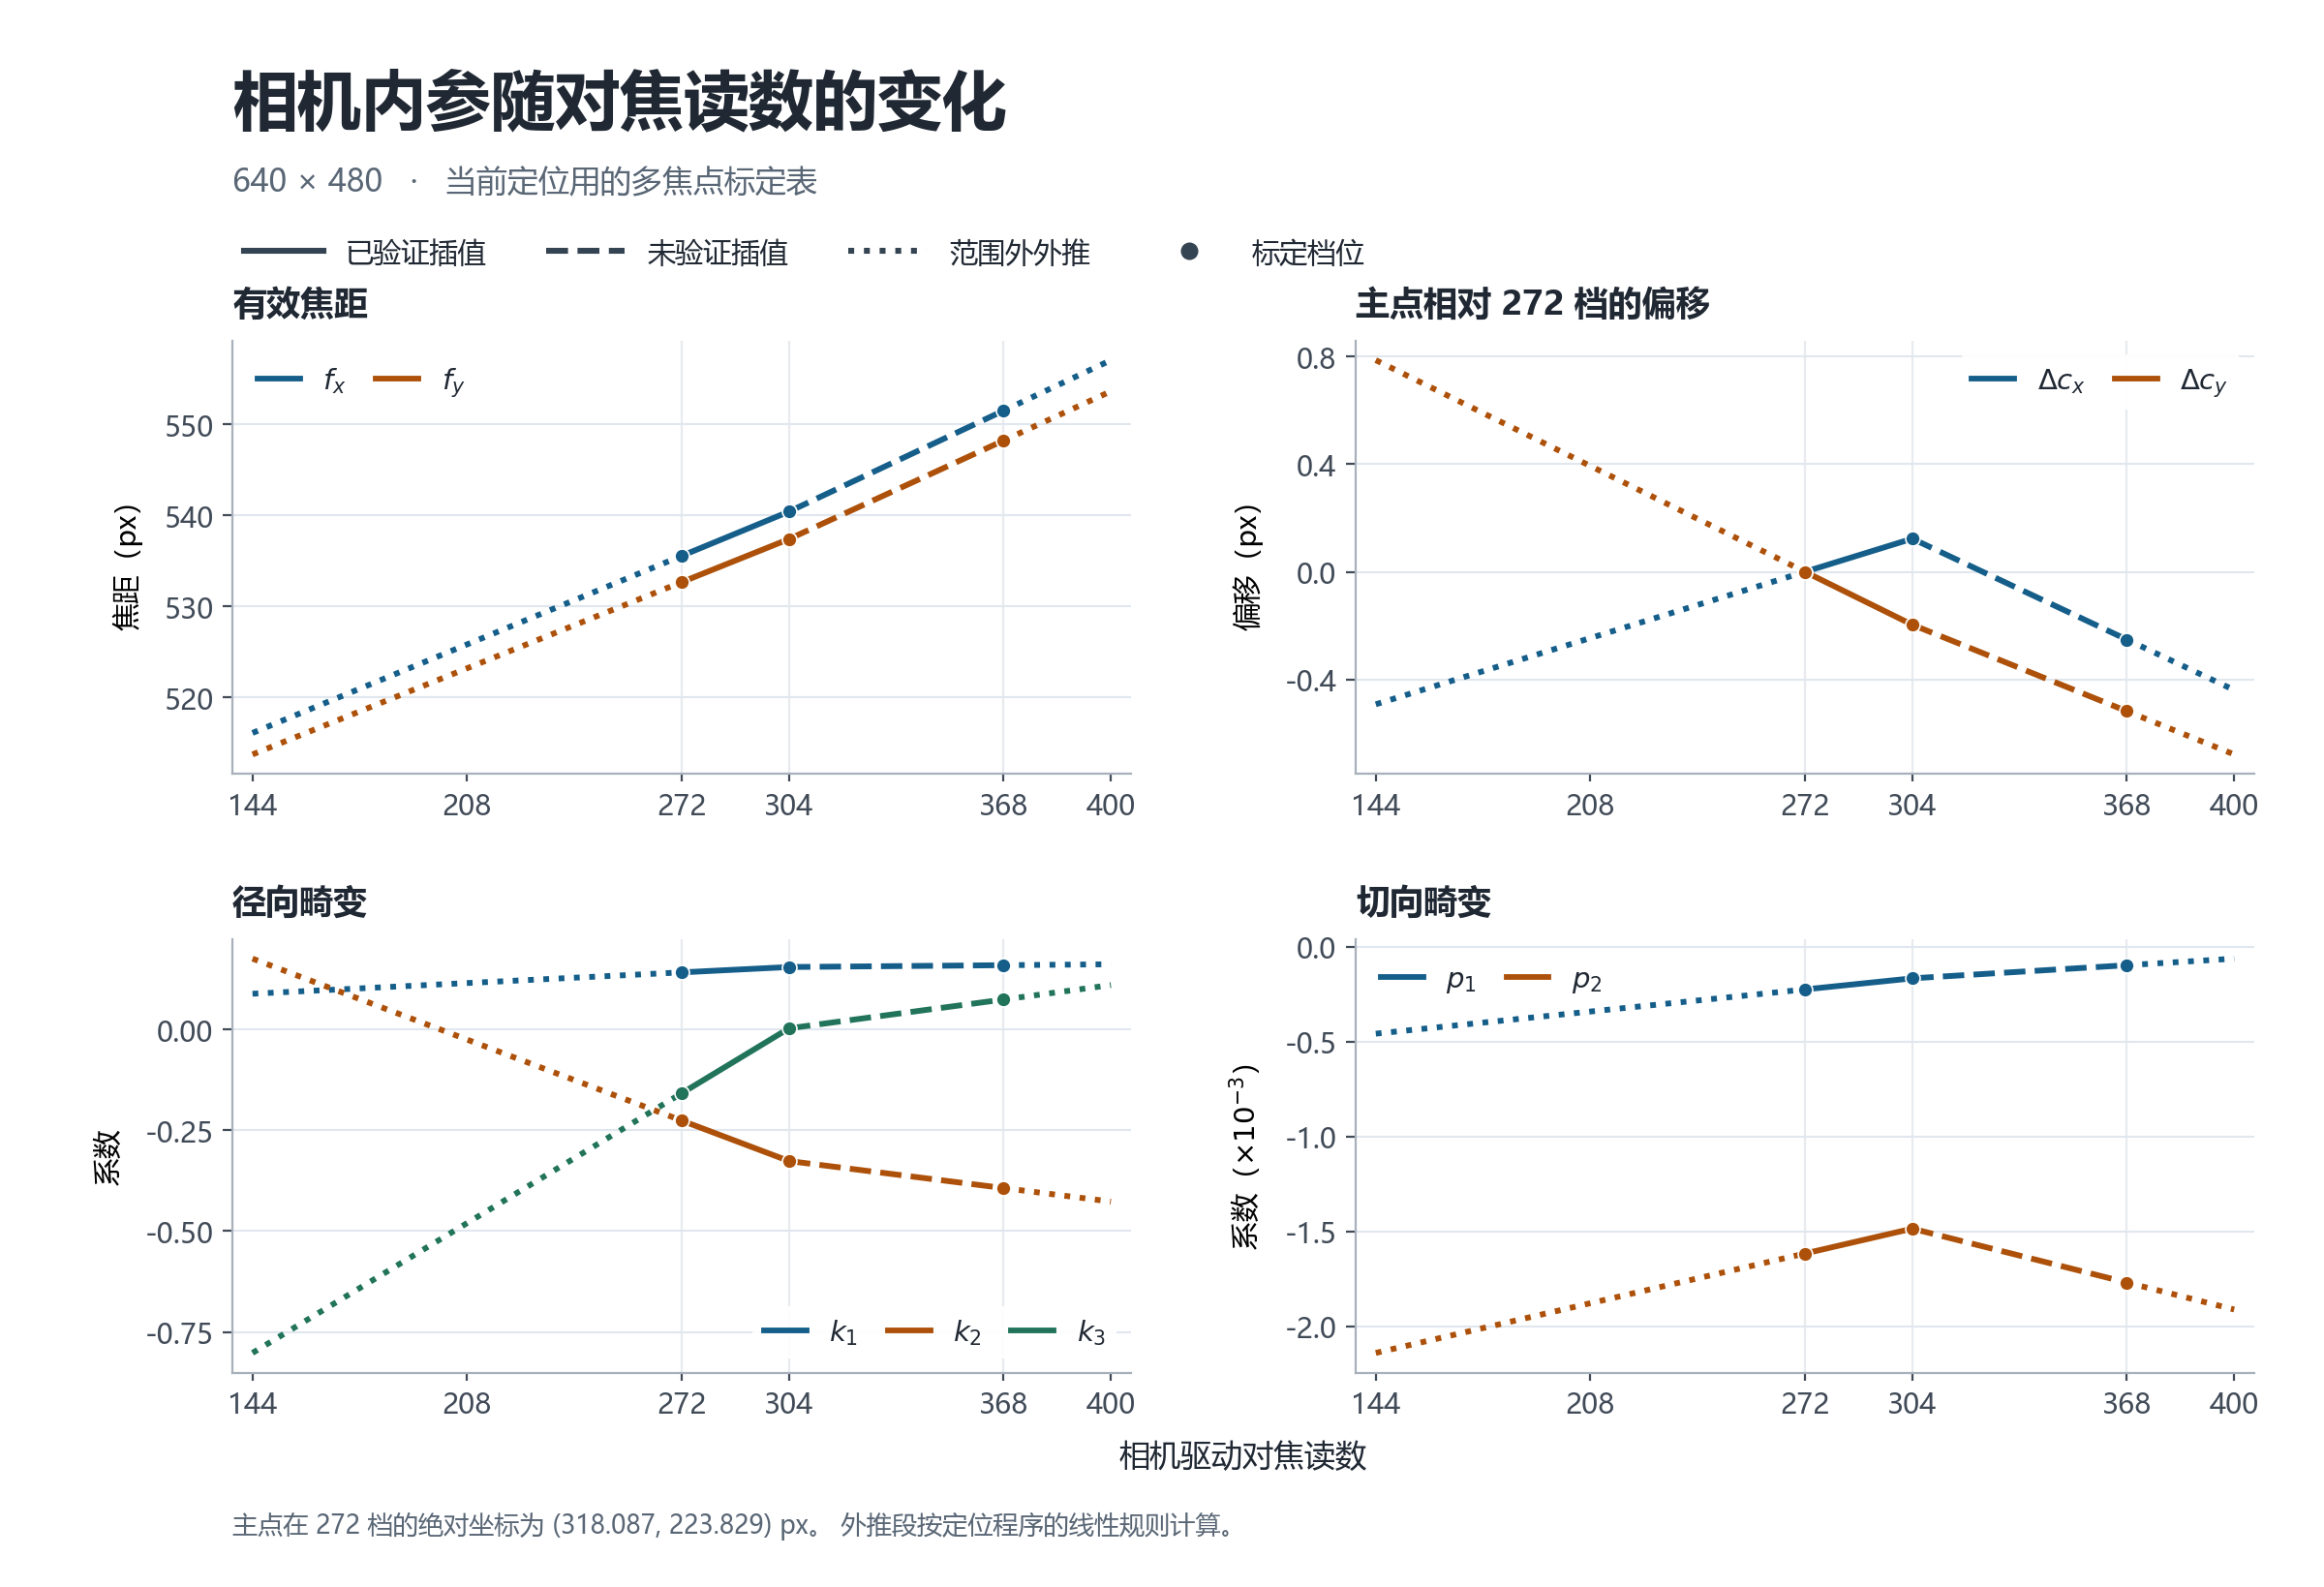 相机内参随对焦读数的变化
640 × 480 · 当前定位用的多焦点标定表
已验证插值 未验证插值 范围外外推 标定档位
有效焦距
fx fy
焦距 (px)
550
540
530
520
144 208 272 304 368 400
主点相对 272 档的偏移
Δcx Δcy
偏移 (px)
0.8
0.4
0.0
-0.4
144 208 272 304 368 400
径向畸变
系数
0.00
-0.25
-0.50
-0.75
k1 k2 k3
144 208 272 304 368 400
切向畸变
p1 p2
系数 (×10⁻³)
0.0
-0.5
-1.0
-1.5
-2.0
144 208 272 304 368 400
相机驱动对焦读数
主点在 272 档的绝对坐标为 (318.087, 223.829) px。 外推段按定位程序的线性规则计算。